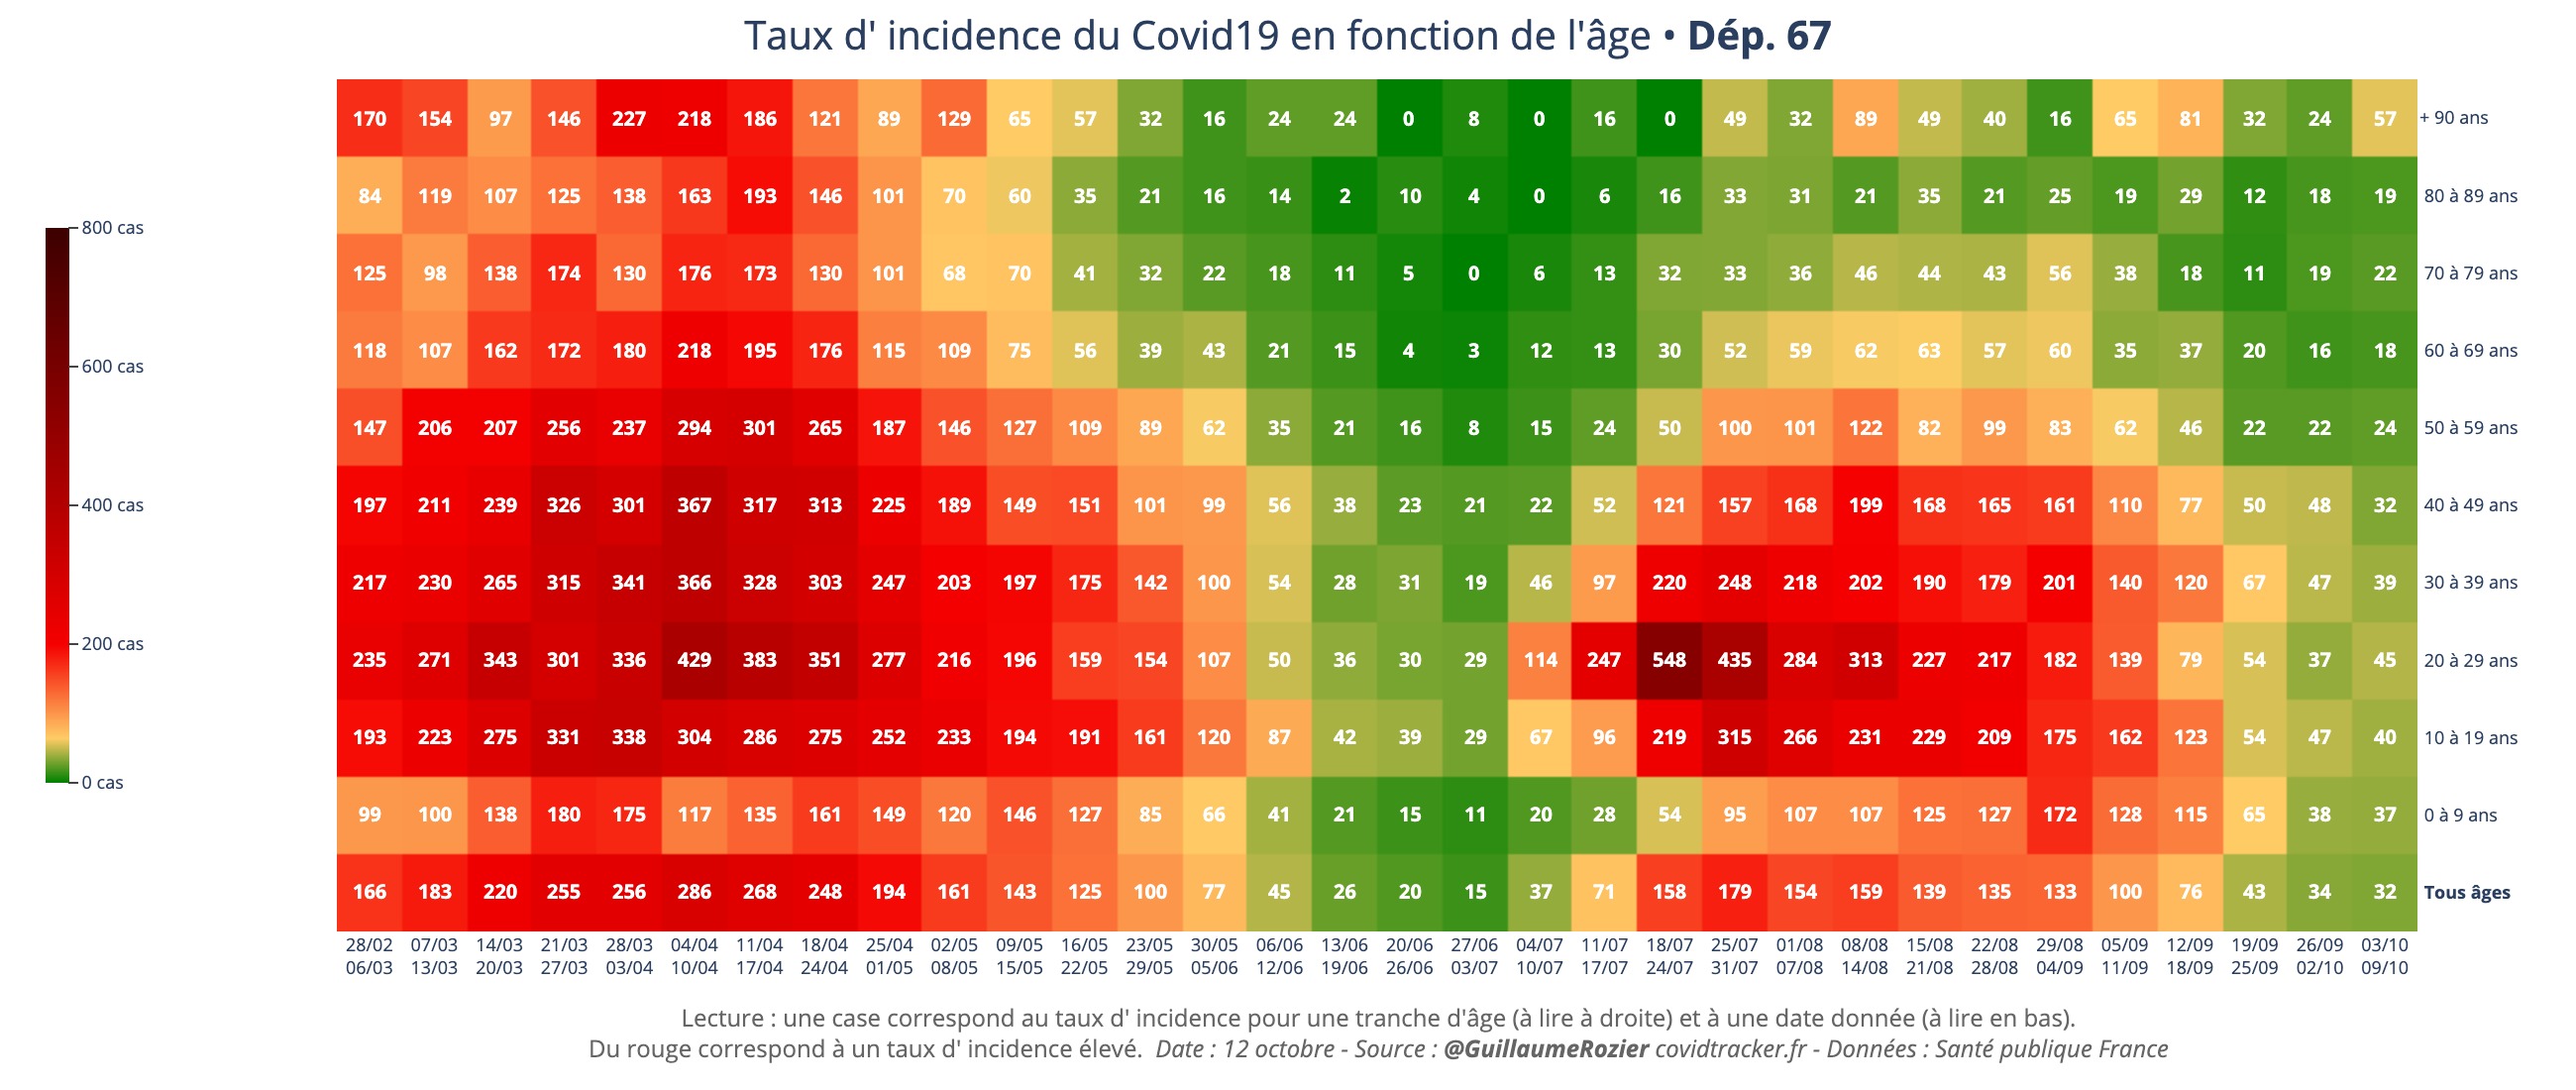 Taux d' incidence du Covid19 en fonction de l'âge • Dép. 67
800 cas
600 cas
400 cas
200 cas
0 cas
170 154 97 146 227 218 186 121 89 129 65 57 32 16 24 24 0 8 0 16 0 49 32 89 49 40 16 65 81 32 24 57 + 90 ans
84 119 107 125 138 163 193 146 101 70 60 35 21 16 14 2 10 4 0 6 16 33 31 21 35 21 25 19 29 12 18 19 80 à 89 ans
125 98 138 174 130 176 173 130 101 68 70 41 32 22 18 11 5 0 6 13 32 33 36 46 44 43 56 38 18 11 19 22 70 à 79 ans
118 107 162 172 180 218 195 176 115 109 75 56 39 43 21 15 4 3 12 13 30 52 59 62 63 57 60 35 37 20 16 18 60 à 69 ans
147 206 207 256 237 294 301 265 187 146 127 109 89 62 35 21 16 8 15 24 50 100 101 122 82 99 83 62 46 22 22 24 50 à 59 ans
197 211 239 326 301 367 317 313 225 189 149 151 101 99 56 38 23 21 22 52 121 157 168 199 168 165 161 110 77 50 48 32 40 à 49 ans
217 230 265 315 341 366 328 303 247 203 197 175 142 100 54 28 31 19 46 97 220 248 218 202 190 179 201 140 120 67 47 39 30 à 39 ans
235 271 343 301 336 429 383 351 277 216 196 159 154 107 50 36 30 29 114 247 548 435 284 313 227 217 182 139 79 54 37 45 20 à 29 ans
193 223 275 331 338 304 286 275 252 233 194 191 161 120 87 42 39 29 67 96 219 315 266 231 229 209 175 162 123 54 47 40 10 à 19 ans
99 100 138 180 175 117 135 161 149 120 146 127 85 66 41 21 15 11 20 28 54 95 107 107 125 127 172 128 115 65 38 37 0 à 9 ans
166 183 220 255 256 286 268 248 194 161 143 125 100 77 45 26 20 15 37 71 158 179 154 159 139 135 133 100 76 43 34 32 Tous âges
28/02 07/03 14/03 21/03 28/03 04/04 11/04 18/04 25/04 02/05 09/05 16/05 23/05 30/05 06/06 13/06 20/06 27/06 04/07 11/07 18/07 25/07 01/08 08/08 15/08 22/08 29/08 05/09 12/09 19/09 26/09 03/10
06/03 13/03 20/03 27/03 03/04 10/04 17/04 24/04 01/05 08/05 15/05 22/05 29/05 05/06 12/06 19/06 26/06 03/07 10/07 17/07 24/07 31/07 07/08 14/08 21/08 28/08 04/09 11/09 18/09 25/09 02/10 09/10
Lecture : une case correspond au taux d' incidence pour une tranche d'âge (à lire à droite) et à une date donnée (à lire en bas).
Du rouge correspond à un taux d' incidence élevé. Date : 12 octobre - Source : @GuillaumeRozier covidtracker.fr - Données : Santé publique France